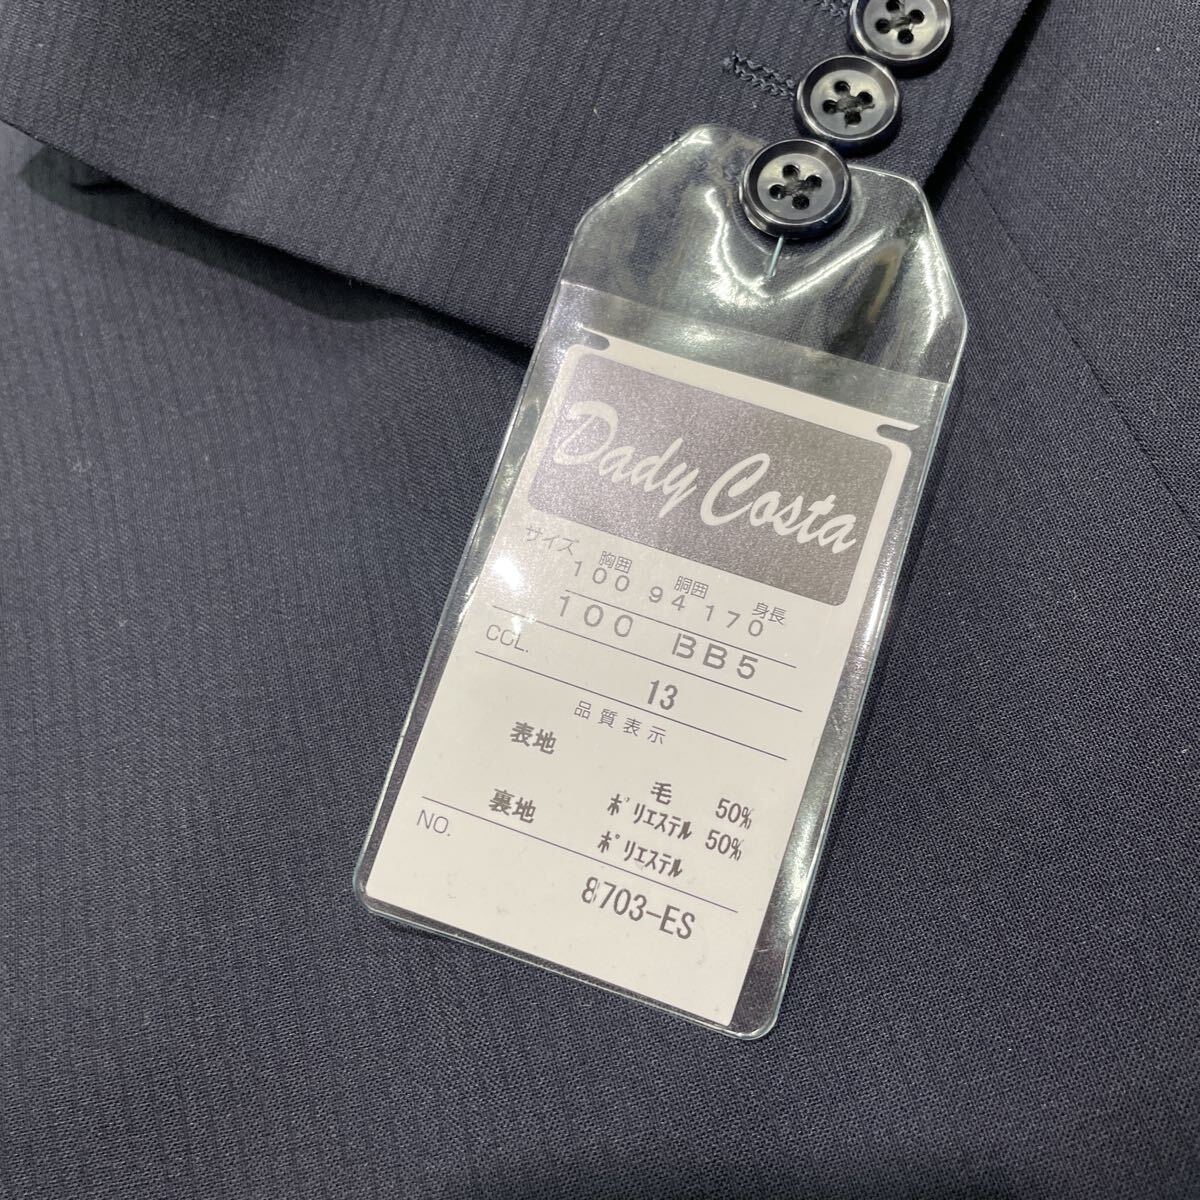 Dady Costa
サイズ 胸囲 胴囲 身長
100 94 170
100 BB5
COL.
13
品質表示
表地
毛 50%
ポリエステル 50%
裏地 ポリエステル
NO.
8703-ES